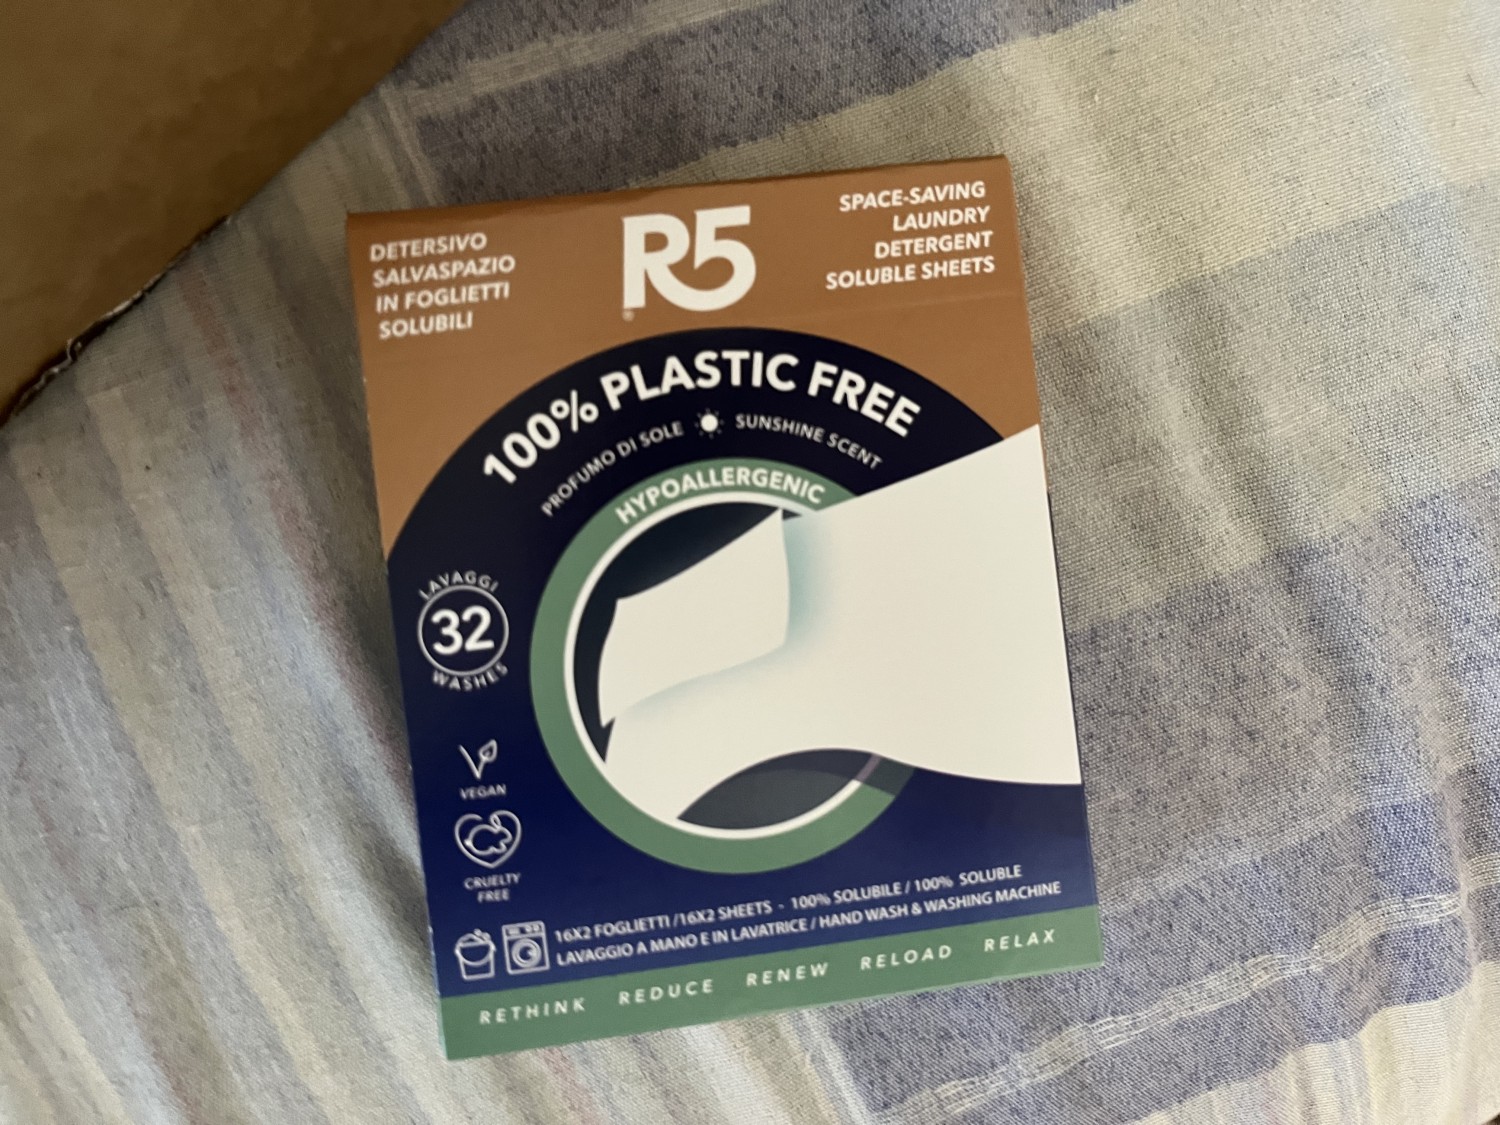 DETERSIVO
SALVASPAZIO
IN FOGLIETTI
SOLUBILI
R5
®
SPACE-SAVING
LAUNDRY
DETERGENT
SOLUBLE SHEETS
100% PLASTIC FREE
PROFUMO DI SOLE SUNSHINE SCENT
HYPOALLERGENIC
LAVAGGI
32
WASHES
VEGAN
CRUELTY
FREE
16X2 FOGLIETTI /16X2 SHEETS - 100% SOLUBILE / 100% SOLUBLE
LAVAGGIO A MANO E IN LAVATRICE / HAND WASH & WASHING MACHINE
RETHINK REDUCE RENEW RELOAD RELAX